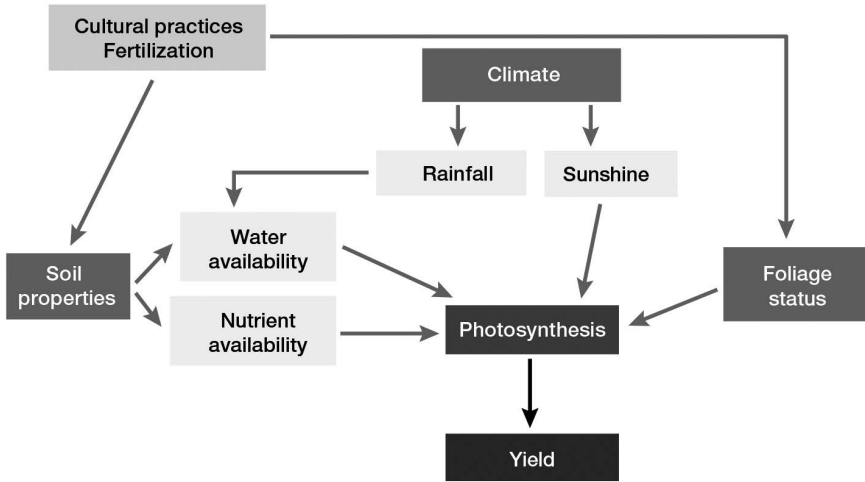 Cultural practices
Fertilization
Climate
Rainfall
Sunshine
Water
availability
Soil
properties
Foliage
status
Nutrient
availability
Photosynthesis
Yield